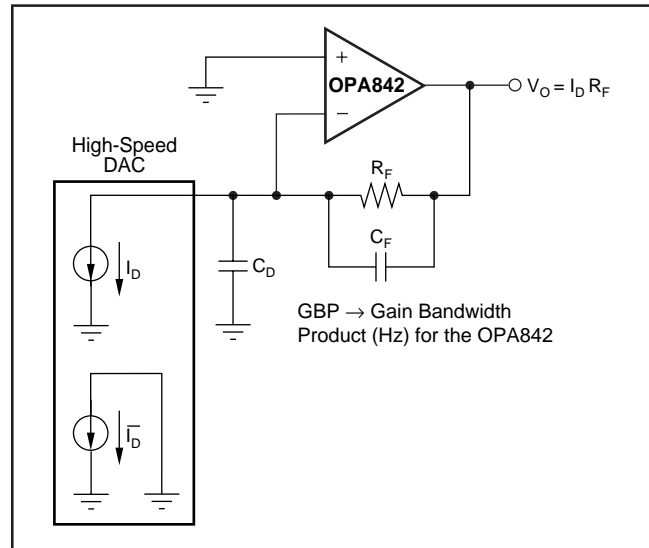 +
OPA842
−
V_O = I_D R_F
High-Speed
DAC
R_F
C_F
I_D
C_D
GBP → Gain Bandwidth
Product (Hz) for the OPA842
I̅_D